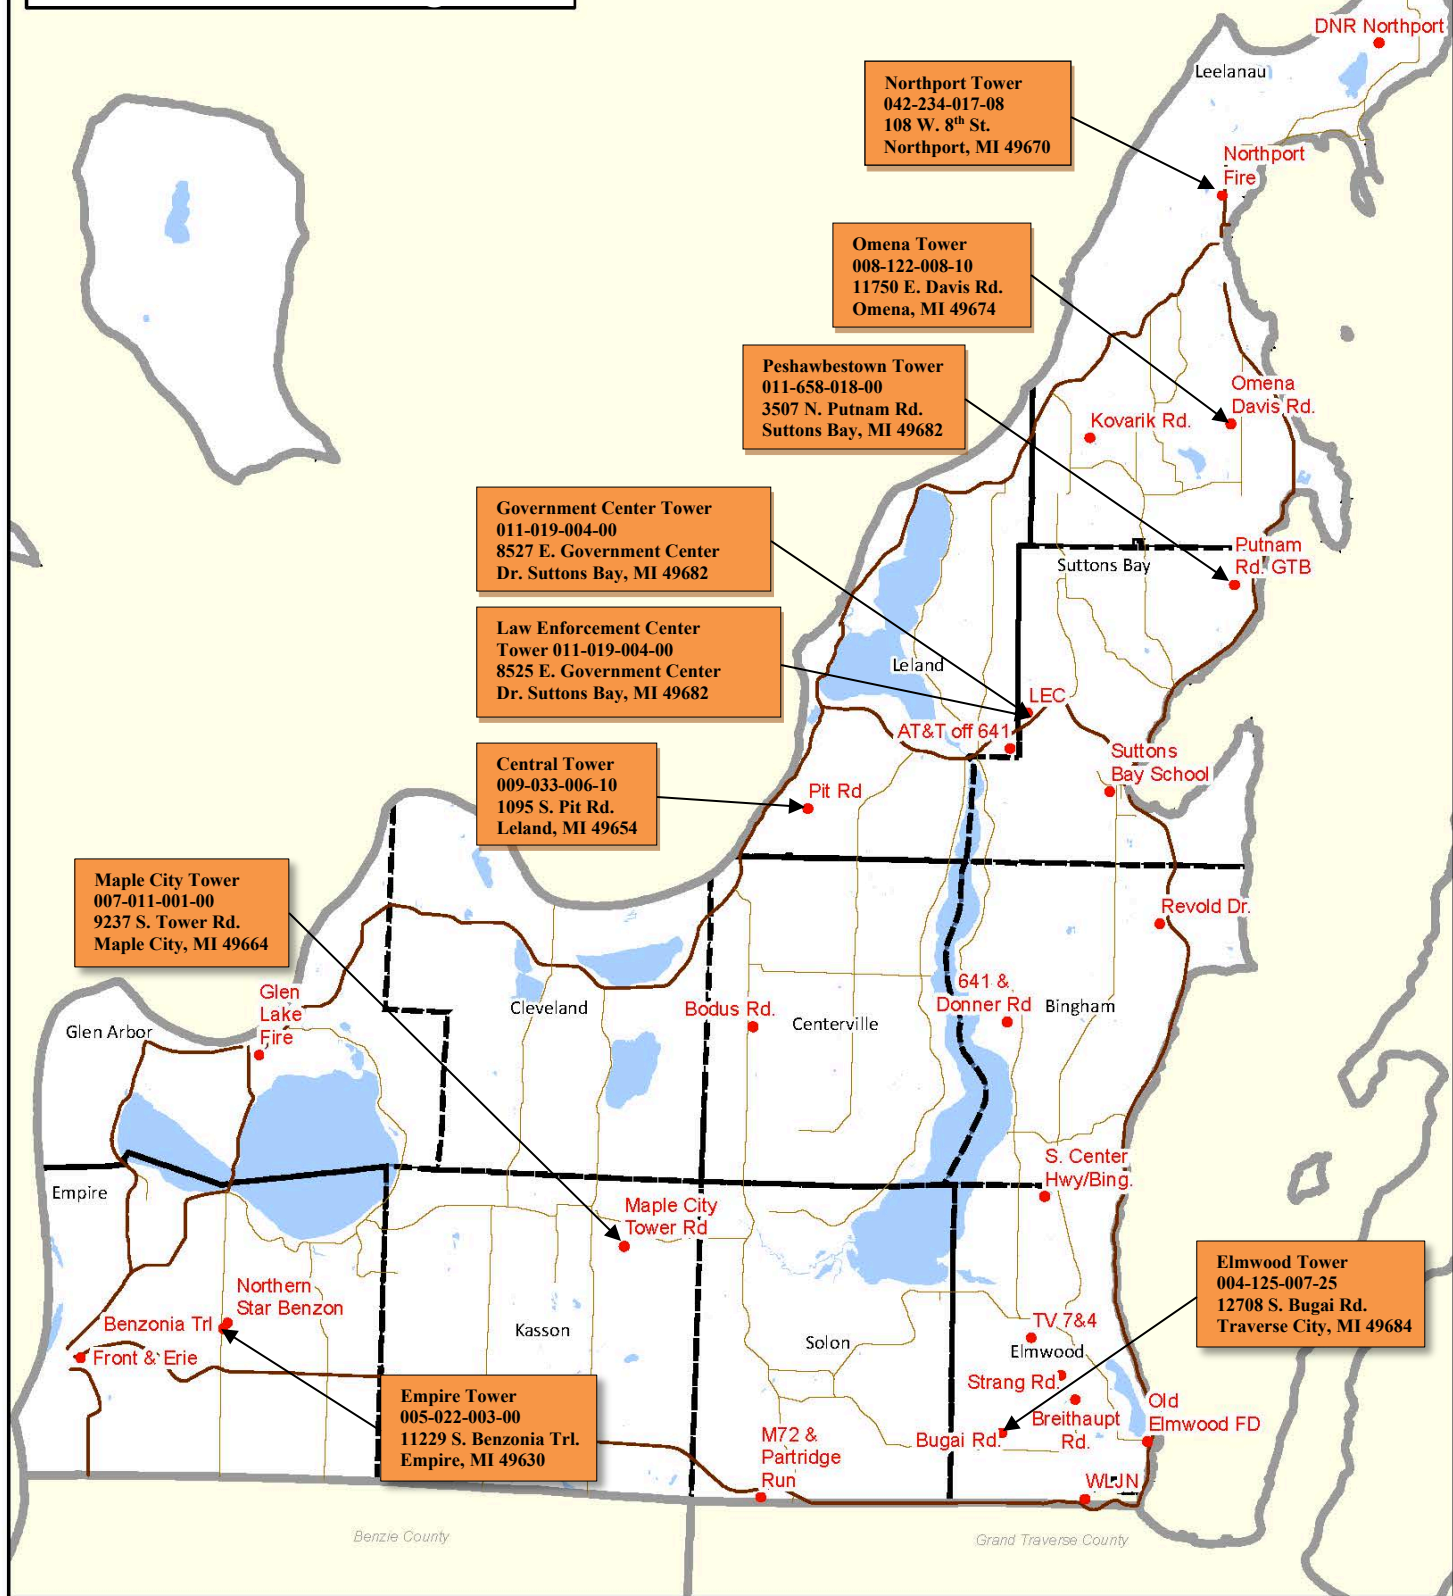 DNR Northport
Leelanau
Northport Tower
042-234-017-08
108 W. 8th St.
Northport, MI 49670
Northport
Fire
Omena Tower
008-122-008-10
11750 E. Davis Rd.
Omena, MI 49674
Peshawbestown Tower
011-658-018-00
3507 N. Putnam Rd.
Suttons Bay, MI 49682
Omena
Davis Rd.
Kovarik Rd.
Government Center Tower
011-019-004-00
8527 E. Government Center
Dr. Suttons Bay, MI 49682
Putnam
Rd. GTB
Suttons Bay
Law Enforcement Center
Tower 011-019-004-00
8525 E. Government Center
Dr. Suttons Bay, MI 49682
Leland
LEC
AT&T off 641
Suttons
Bay School
Central Tower
009-033-006-10
1095 S. Pit Rd.
Leland, MI 49654
Pit Rd
Maple City Tower
007-011-001-00
9237 S. Tower Rd.
Maple City, MI 49664
Revold Dr.
Glen
Lake
Fire
Glen Arbor
Cleveland
Bodus Rd.
Centerville
641 &
Donner Rd
Bingham
S. Center
Hwy/Bing.
Empire
Maple City
Tower Rd
Elmwood Tower
004-125-007-25
12708 S. Bugai Rd.
Traverse City, MI 49684
Northern
Star Benzon
Benzonia Trl
Front & Erie
Kasson
Solon
TV 7&4
Elmwood
Strang Rd.
Breithaupt
Rd.
Old
Elmwood FD
Bugai Rd.
Empire Tower
005-022-003-00
11229 S. Benzonia Trl.
Empire, MI 49630
M72 &
Partridge
Run
WLJN
Benzie County
Grand Traverse County